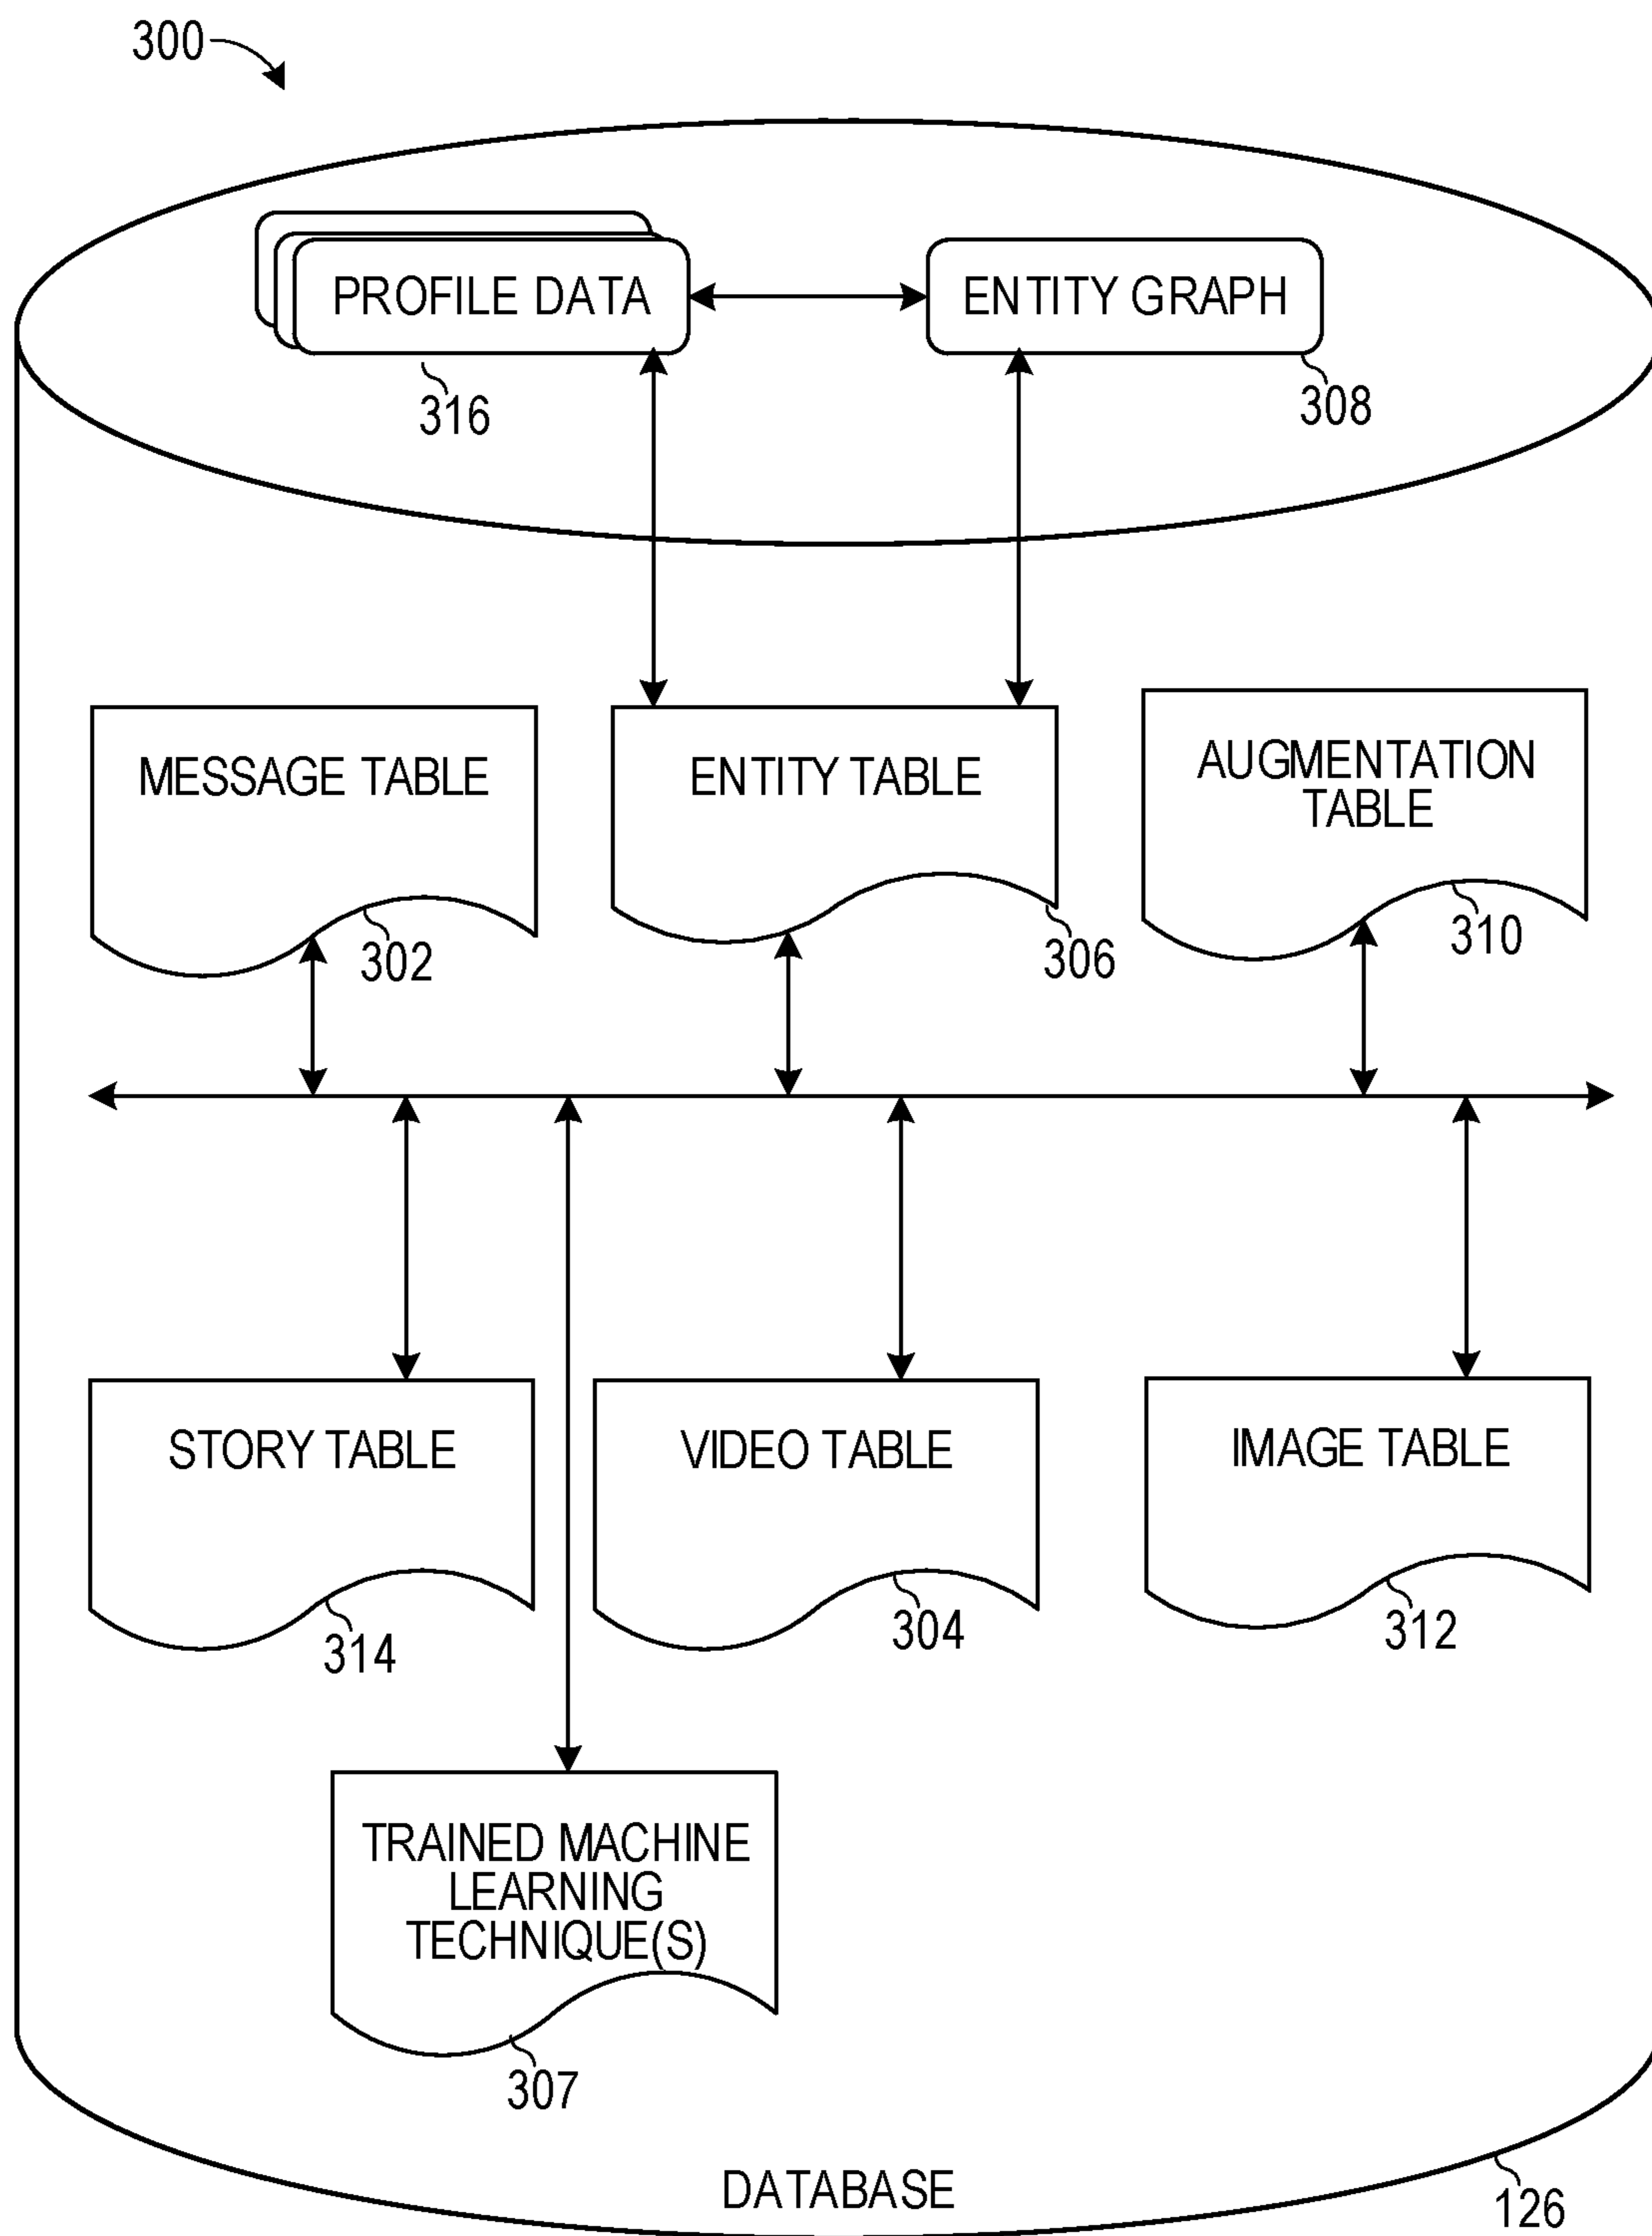 300
PROFILE DATA
ENTITY GRAPH
316
308
MESSAGE TABLE
ENTITY TABLE
AUGMENTATION
TABLE
302
306
310
STORY TABLE
VIDEO TABLE
IMAGE TABLE
314
304
312
TRAINED MACHINE
LEARNING
TECHNIQUE(S)
307
DATABASE
126